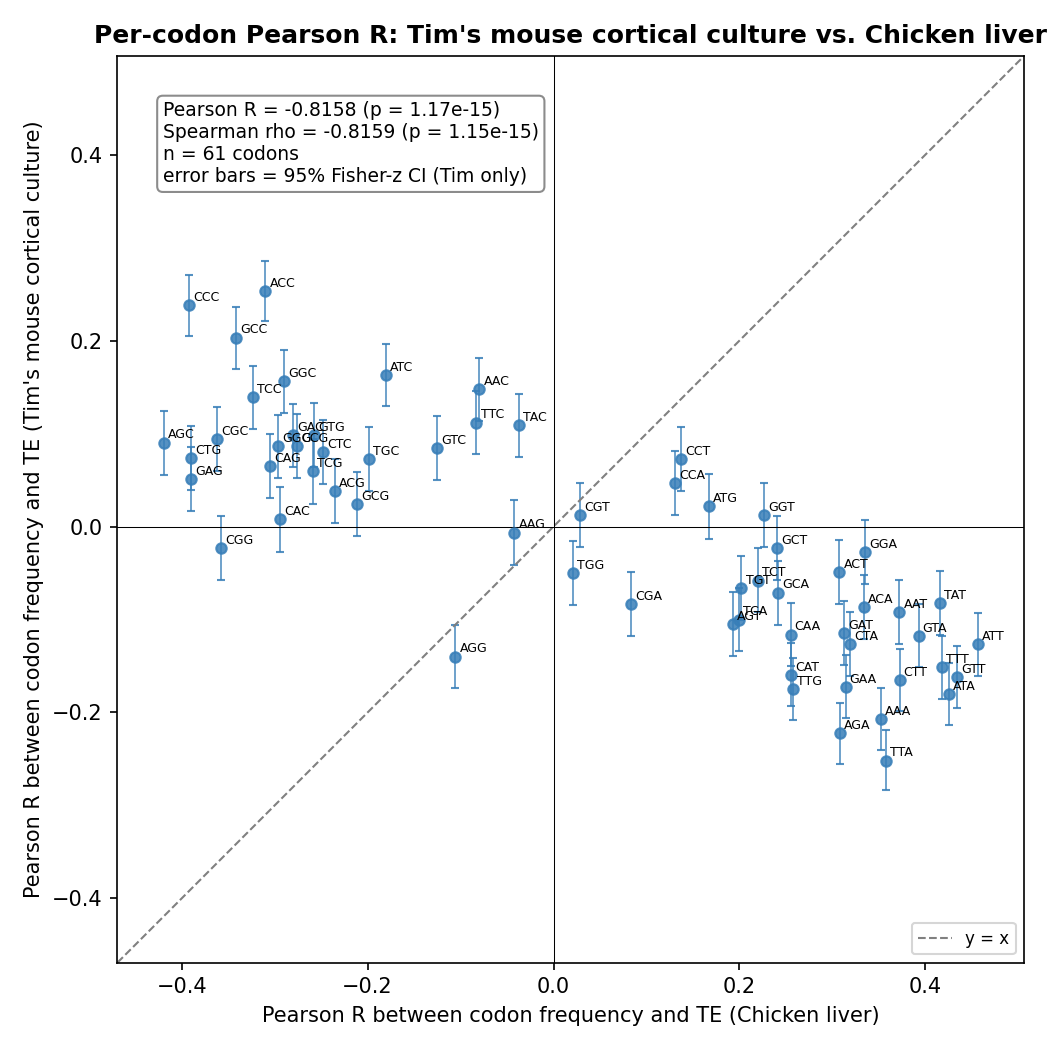 Per-codon Pearson R: Tim's mouse cortical culture vs. Chicken liver
Pearson R = -0.8158 (p = 1.17e-15)
Spearman rho = -0.8159 (p = 1.15e-15)
n = 61 codons
error bars = 95% Fisher-z CI (Tim only)
Pearson R between codon frequency and TE (Tim's mouse cortical culture)
0.4
0.2
0.0
−0.2
−0.4
ACC
CCC
GCC
GGC
ATC
TCC
AAC
TTC
TAC
AGC
CGC
GAC
GTG
GGG
CTG
CTC
TGC
GTC
CAG
TCG
GAG
ACG
GCG
CAC
CGG
AAG
AGG
CCT
CCA
ATG
CGT
GGT
GCT
GGA
TGG
ACT
TCT
TGT
GCA
CGA
ACA
AAT
TAT
TCA
AGT
CAA
GAT
CTA
GTA
ATT
CAT
TTG
GAA
CTT
TTT
GTT
ATA
AGA
AAA
TTA
y = x
−0.4
−0.2
0.0
0.2
0.4
Pearson R between codon frequency and TE (Chicken liver)